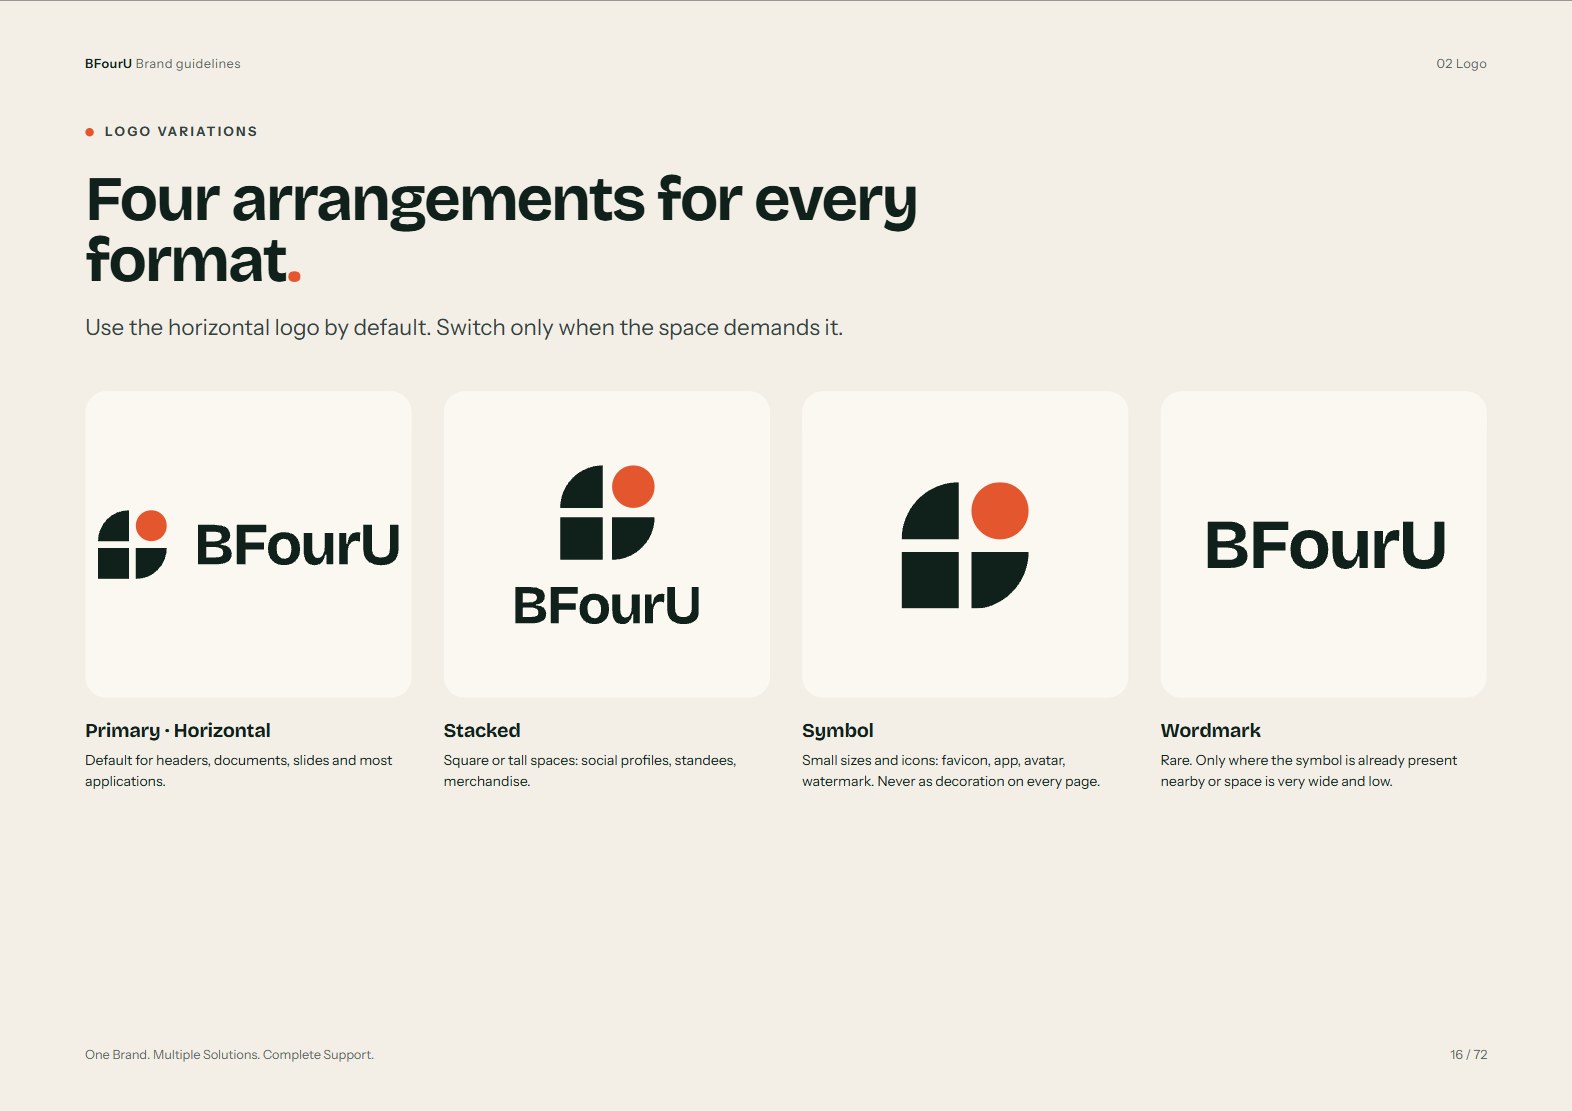 BFourU Brand guidelines
02 Logo
LOGO VARIATIONS
Four arrangements for every
format.
Use the horizontal logo by default. Switch only when the space demands it.
BFourU
BFourU
BFourU
Primary · Horizontal
Default for headers, documents, slides and most
applications.
Stacked
Square or tall spaces: social profiles, standees,
merchandise.
Symbol
Small sizes and icons: favicon, app, avatar,
watermark. Never as decoration on every page.
Wordmark
Rare. Only where the symbol is already present
nearby or space is very wide and low.
One Brand. Multiple Solutions. Complete Support.
16 / 72